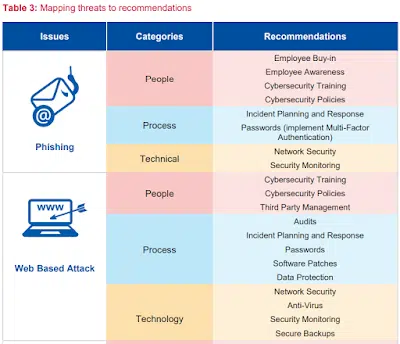 Table 3: Mapping threats to recommendations
Issues
Categories
Recommendations
@
Phishing
People
Employee Buy-in
Employee Awareness
Cybersecurity Training
Cybersecurity Policies
Process
Incident Planning and Response
Passwords (implement Multi-Factor
Authentication)
Technical
Network Security
Security Monitoring
WWW
Web Based Attack
People
Cybersecurity Training
Cybersecurity Policies
Third Party Management
Process
Audits
Incident Planning and Response
Passwords
Software Patches
Data Protection
Technology
Network Security
Anti-Virus
Security Monitoring
Secure Backups